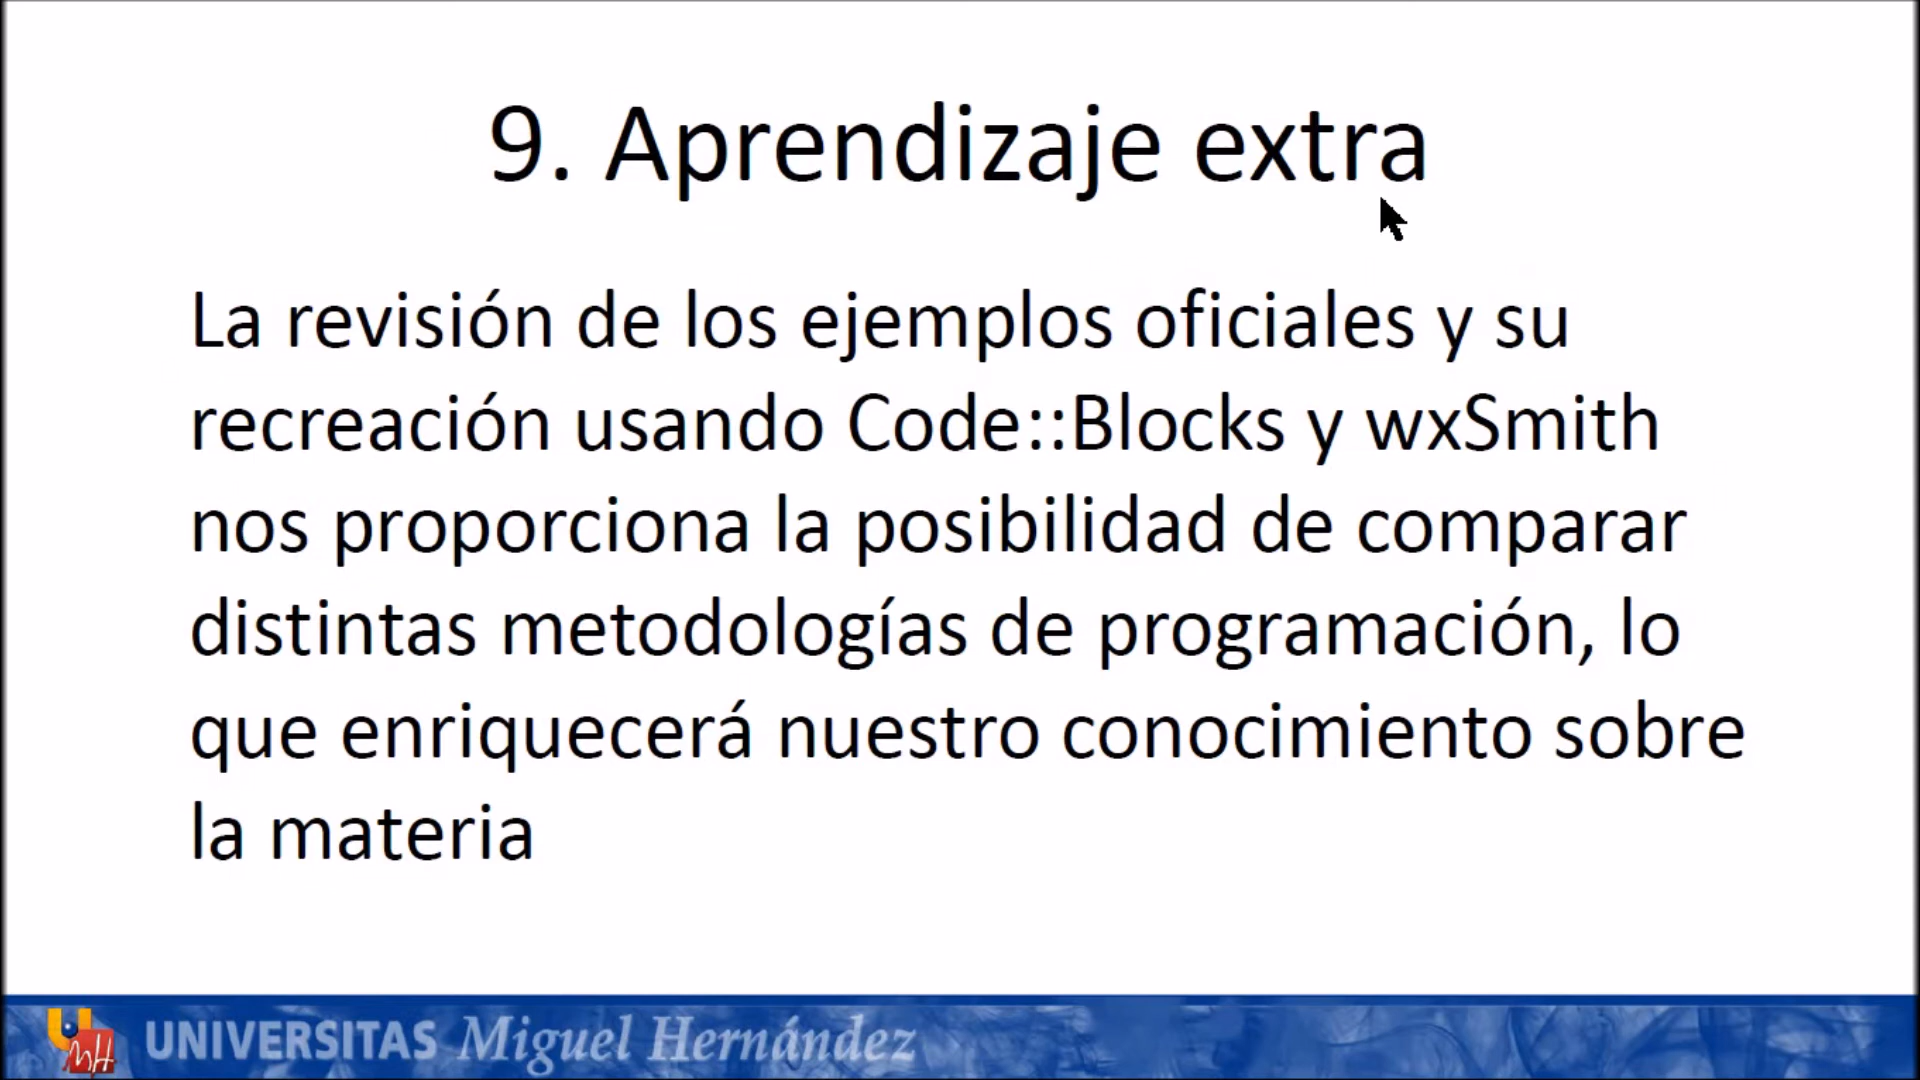 9. Aprendizaje extra
La revisión de los ejemplos oficiales y su
recreación usando Code::Blocks y wxSmith
nos proporciona la posibilidad de comparar
distintas metodologías de programación, lo
que enriquecerá nuestro conocimiento sobre
la materia
UNIVERSITAS Miguel Hernández